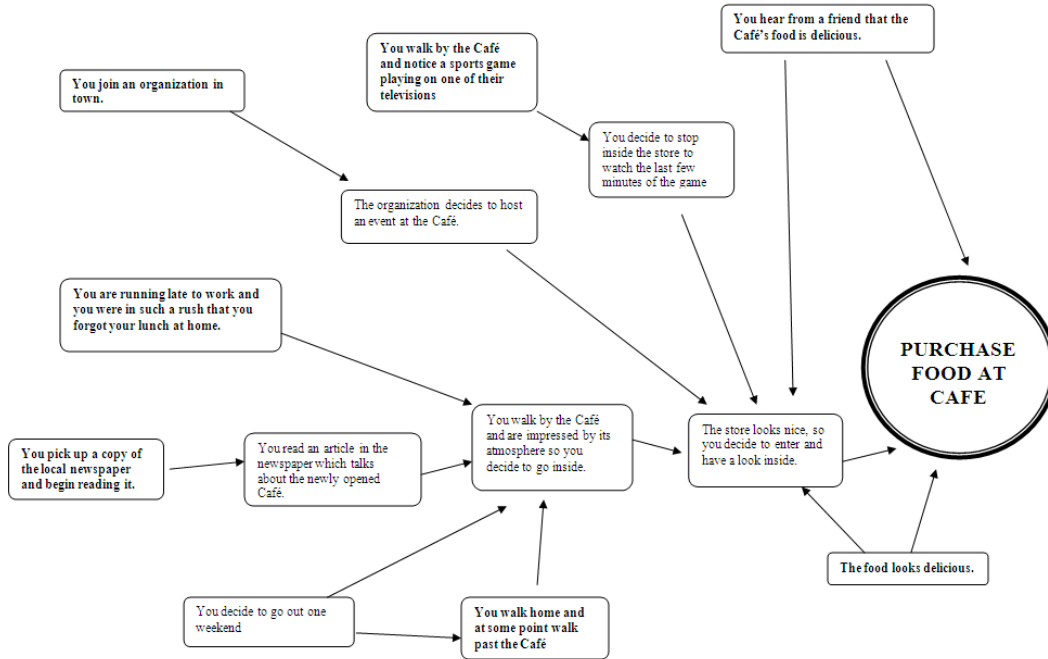 You hear from a friend that the
Café's food is delicious.
You walk by the Café
and notice a sports game
playing on one of their
televisions
You join an organization in
town.
You decide to stop
inside the store to
watch the last few
minutes of the game
The organization decides to host
an event at the Café.
You are running late to work and
you were in such a rush that you
forgot your lunch at home.
PURCHASE
FOOD AT
CAFE
You walk by the Café
and are impressed by its
atmosphere so you
decide to go inside.
The store looks nice, so
you decide to enter and
have a look inside.
You pick up a copy
of the local newspaper
and begin reading it.
You read an article in the
newspaper which talks
about the newly opened
Café.
The food looks delicious.
You decide to go out one
weekend
You walk home and
at some point walk
past the Café